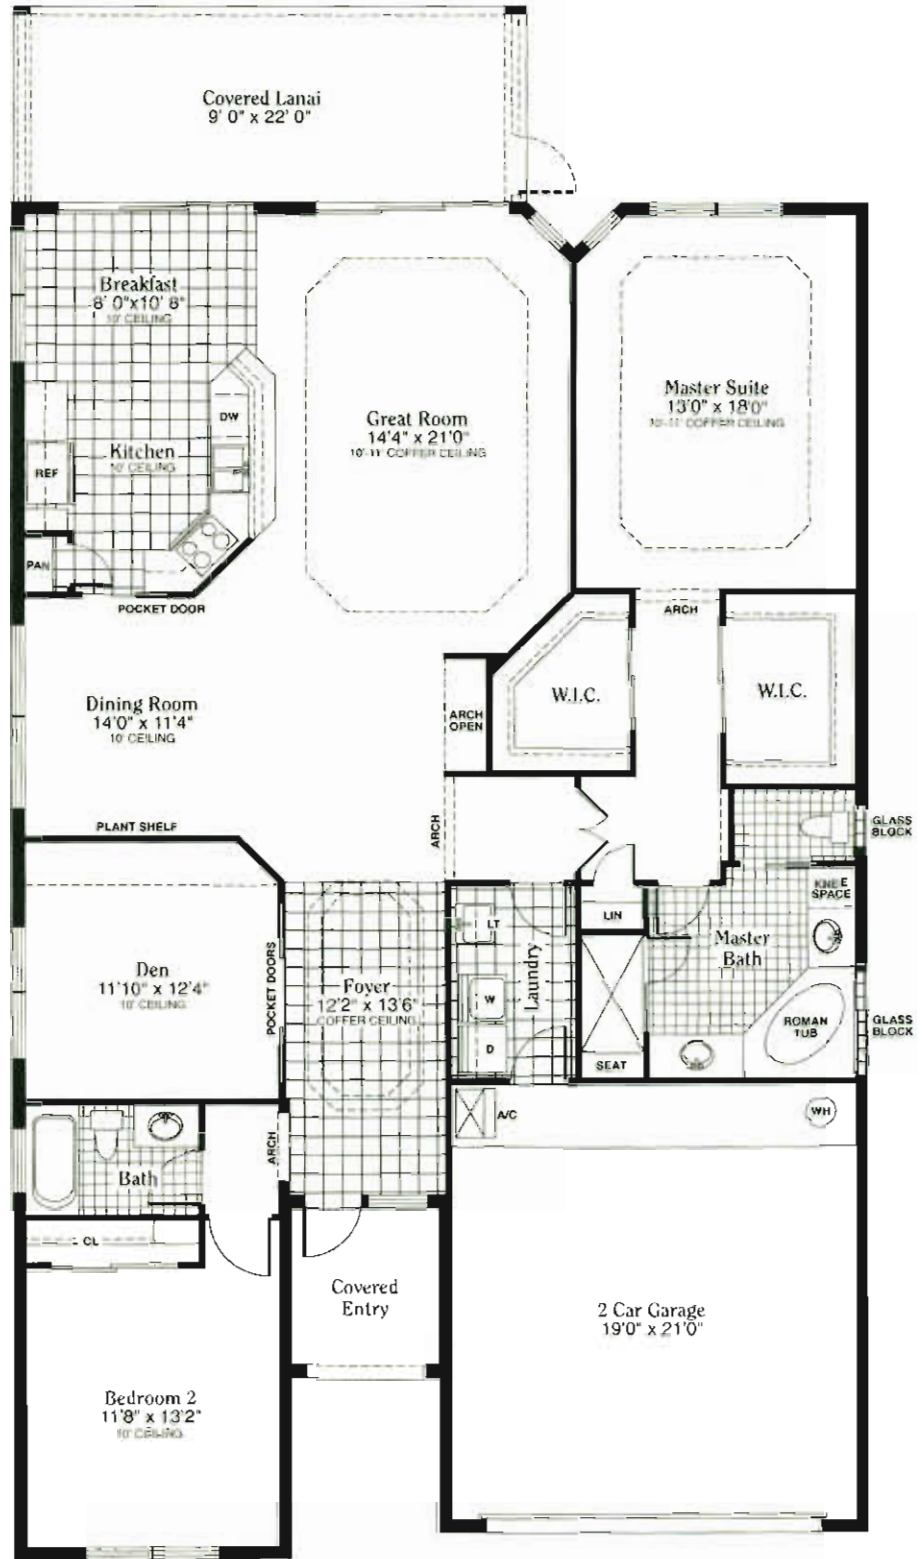 Covered Lanai
9' 0" x 22' 0"
Breakfast
8' 0"x10' 8"
10' CEILING
Great Room
14'4" x 21'0"
10'-11" COFFER CEILING
Master Suite
13'0" x 18'0"
10'-11" COFFER CEILING
DW
Kitchen
10' CEILING
REF
PAN
POCKET DOOR
ARCH
W.I.C.
W.I.C.
Dining Room
14'0" x 11'4"
10' CEILING
ARCH
OPEN
PLANT SHELF
ARCH
GLASS
BLOCK
KNEE
SPACE
LIN
LT
Master
Bath
Laundry
Den
11'10" x 12'4"
10' CEILING
POCKET DOORS
Foyer
12'2" x 13'6"
COFFER CEILING
W
D
ROMAN
TUB
GLASS
BLOCK
SEAT
A/C
WH
ARCH
Bath
CL
Covered
Entry
2 Car Garage
19'0" x 21'0"
Bedroom 2
11'8" x 13'2"
10' CEILING